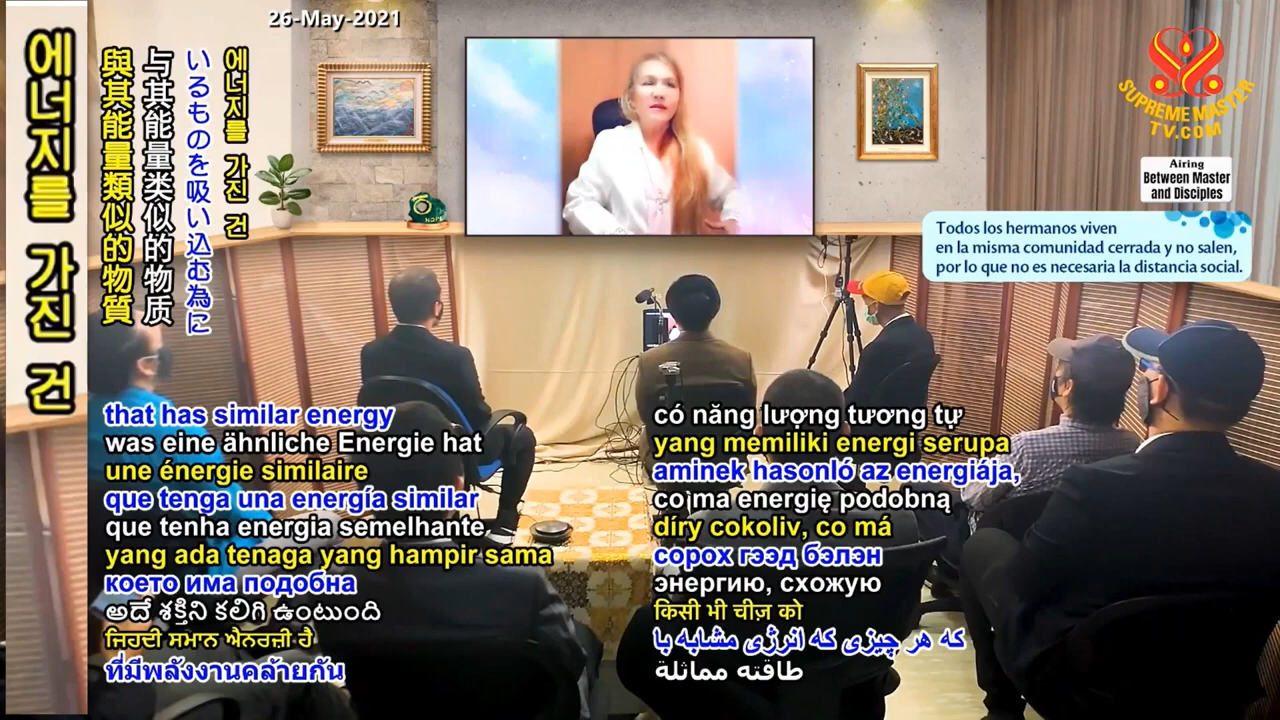 26-May-2021
에너지를 가진 건
與其能量類似的物質
与其能量类似的物质
いるものを吸い込む為に
에너지를 가진 건
SUPREME MASTER
TV.COM
Airing
Between Master
and Disciples
Todos los hermanos viven
en la misma comunidad cerrada y no salen,
por lo que no es necesaria la distancia social.
that has similar energy
was eine ähnliche Energie hat
une énergie similaire
que tenga una energía similar
que tenha energia semelhante,
yang ada tenaga yang hampir sama
което има подобна
అదే శక్తిని కలిగి ఉంటుంది
ਜਿਹਦੀ ਸਮਾਨ ਐਨਰਜ਼ੀ ਹੈ
ที่มีพลังงานคล้ายกัน
có năng lượng tương tự
yang memiliki energi serupa
aminek hasonló az energiája,
co ma energię podobną
díry cokoliv, co má
сорох гээд бэлэн
энергию, схожую
किसी भी चीज़ को
که هر چیزی که انرژی مشابه با
طاقته مماثلة